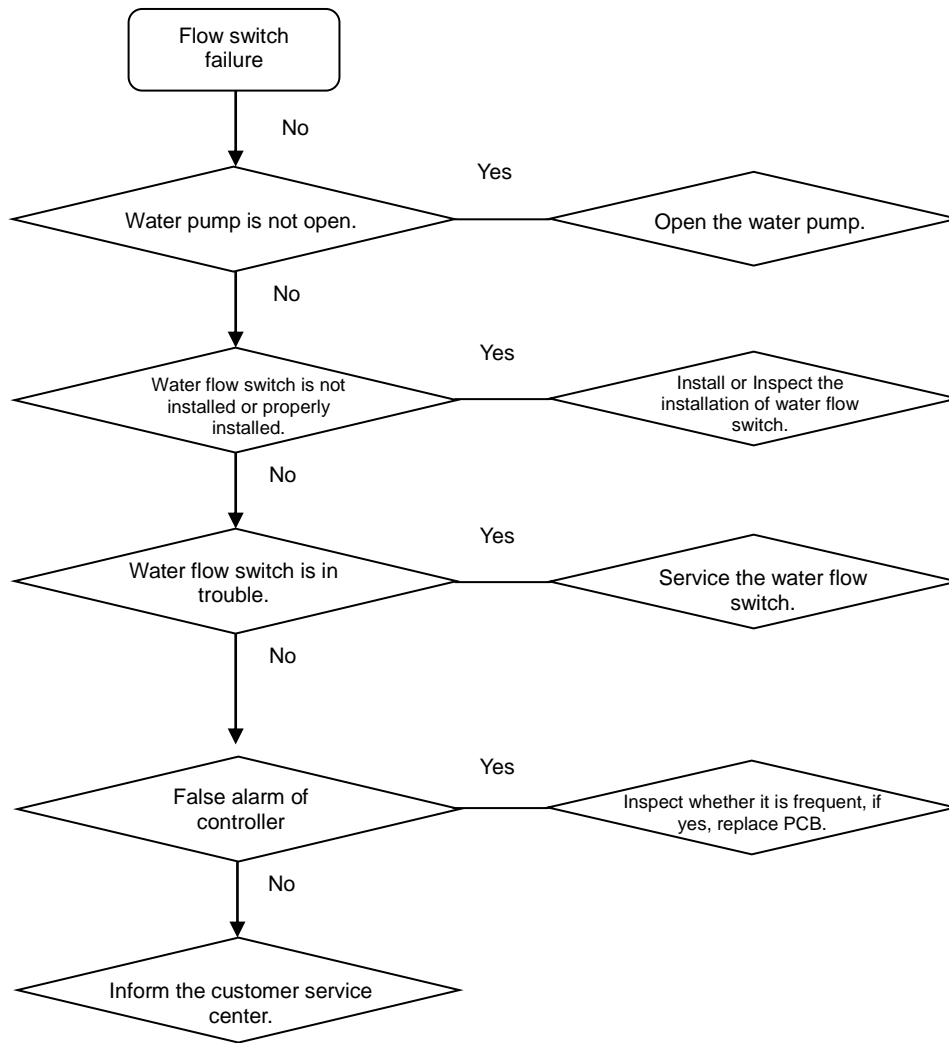 Flow switch
failure
No
Yes
Water pump is not open.
Open the water pump.
No
Yes
Water flow switch is not
installed or properly
installed.
Install or Inspect the
installation of water flow
switch.
No
Yes
Water flow switch is in
trouble.
Service the water flow
switch.
No
Yes
False alarm of
controller
Inspect whether it is frequent, if
yes, replace PCB.
No
Inform the customer service
center.